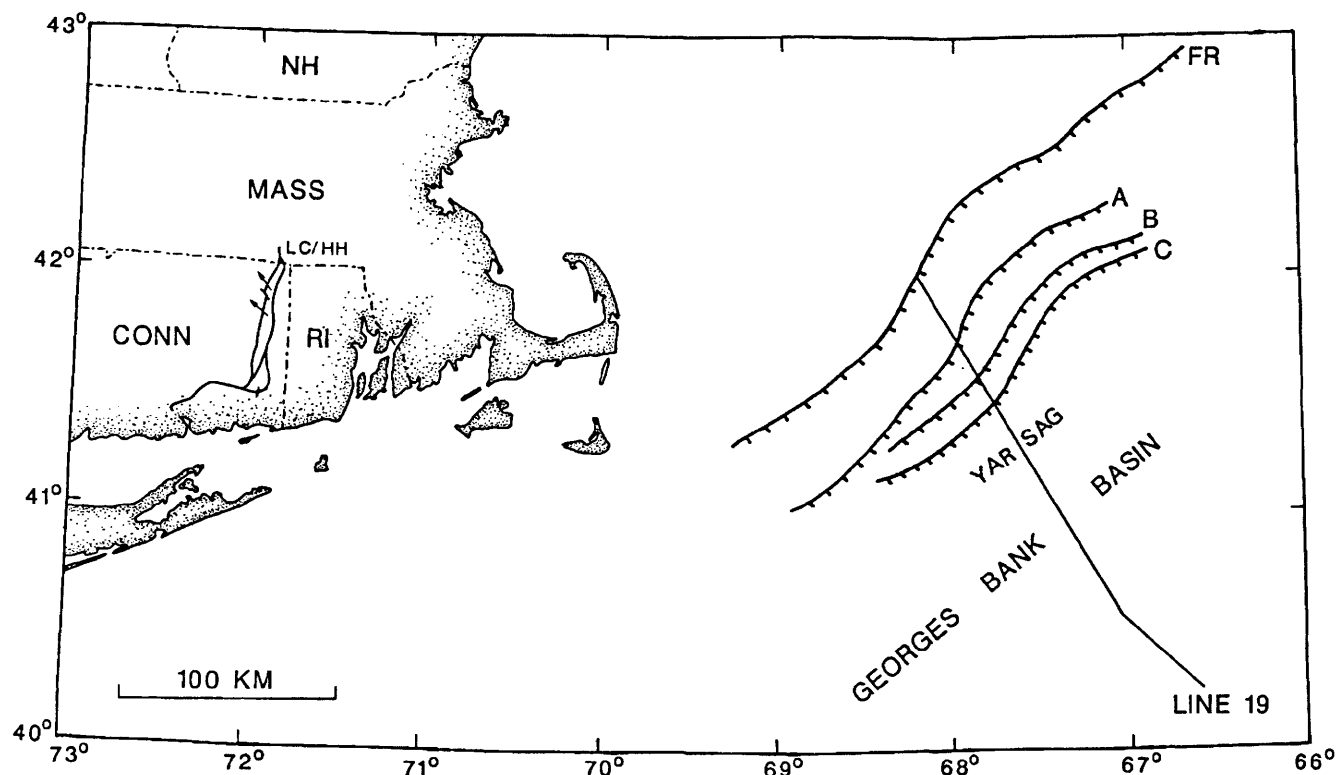 43°
NH
FR
MASS
A
B
C
42°
LC/HH
CONN
RI
YAR SAG
BASIN
41°
GEORGES BANK
100 KM
LINE 19
40°
73°
72°
71°
70°
69°
68°
67°
66°